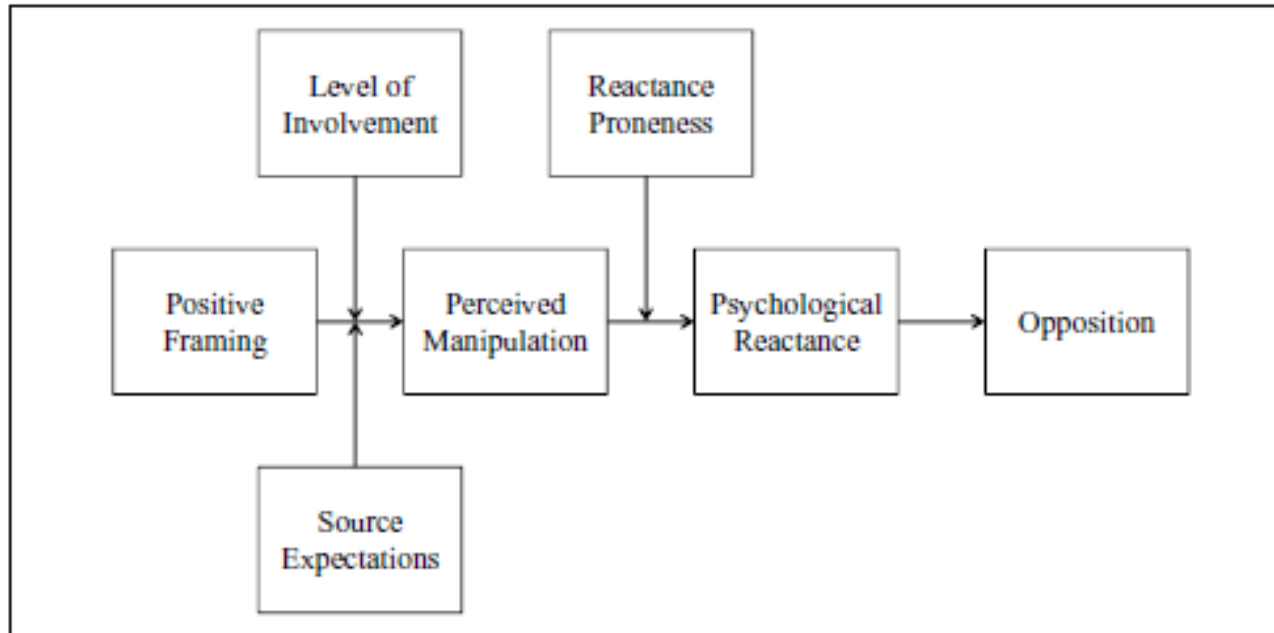 Level of
Involvement
Reactance
Proneness
Positive
Framing
Perceived
Manipulation
Psychological
Reactance
Opposition
Source
Expectations